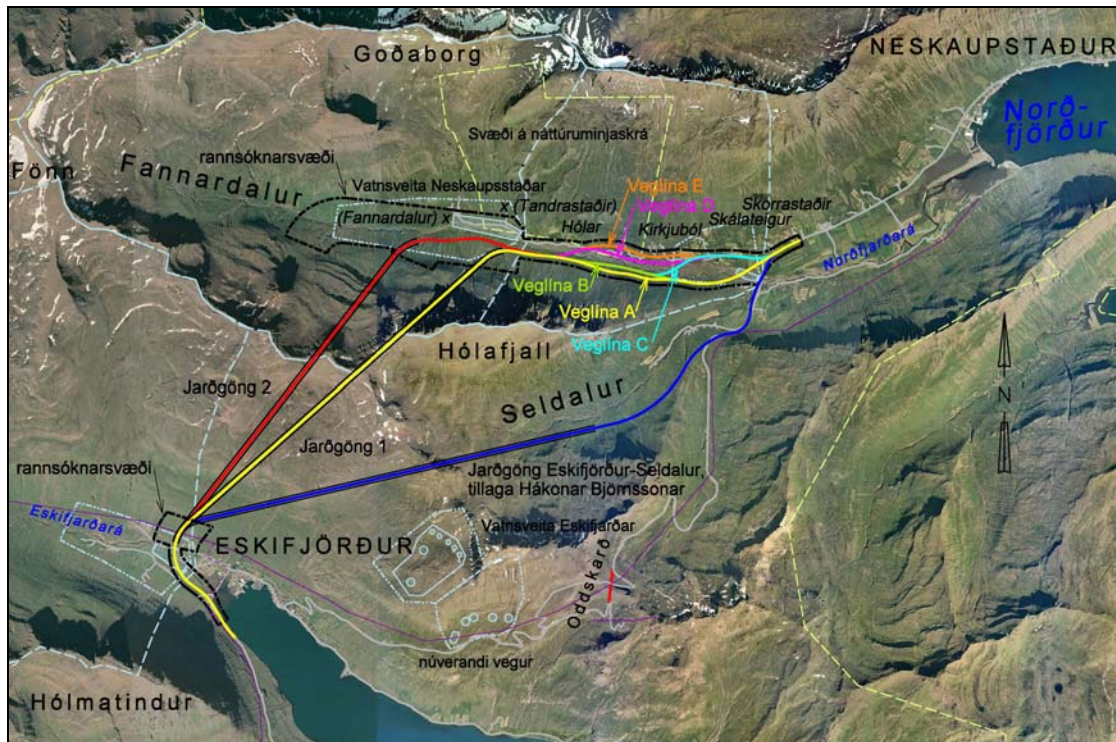 NESKAUPSTAÐUR
Goðaborg
Norð-
fjörður
Svæði á náttúruminjaskrá
rannsóknarsvæði
Fönn
Fannardalur
Vatnsveita Neskaupsstaðar
x (Tandrastaðir)
(Fannardalur) x
Veglína E
Veglína D
Skorrastaðir
Skálateigur
Hólar
Kirkjuból
Norðfjarðará
Veglína B
Veglína A
Veglína C
Hólafjall
Jarðgöng 2
Seldalur
N
Jarðgöng 1
rannsóknarsvæði
Jarðgöng Eskifjörður-Seldalur,
tillaga Hákonar Björnssonar
Eskifjarðará
Vatnsveita Eskifjarðar
ESKIFJÖRÐUR
Oddskarð
núverandi vegur
Hólmatindur